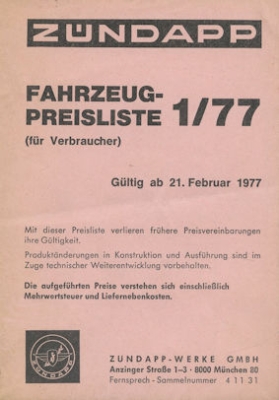 ZÜNDAPP
FAHRZEUG-
PREISLISTE 1/77
(für Verbraucher)
Gültig ab 21. Februar 1977
Mit dieser Preisliste verlieren frühere Preisvereinbarungen
ihre Gültigkeit.
Produktänderungen in Konstruktion und Ausführung sind im
Zuge technischer Weiterentwicklung vorbehalten.
Die aufgeführten Preise verstehen sich einschließlich
Mehrwertsteuer und Liefernebenkosten.
ZÜNDAPP
ZÜNDAPP-WERKE GMBH
Anzinger Straße 1–3 · 8000 München 80
Fernsprech-Sammelnummer 4 11 31